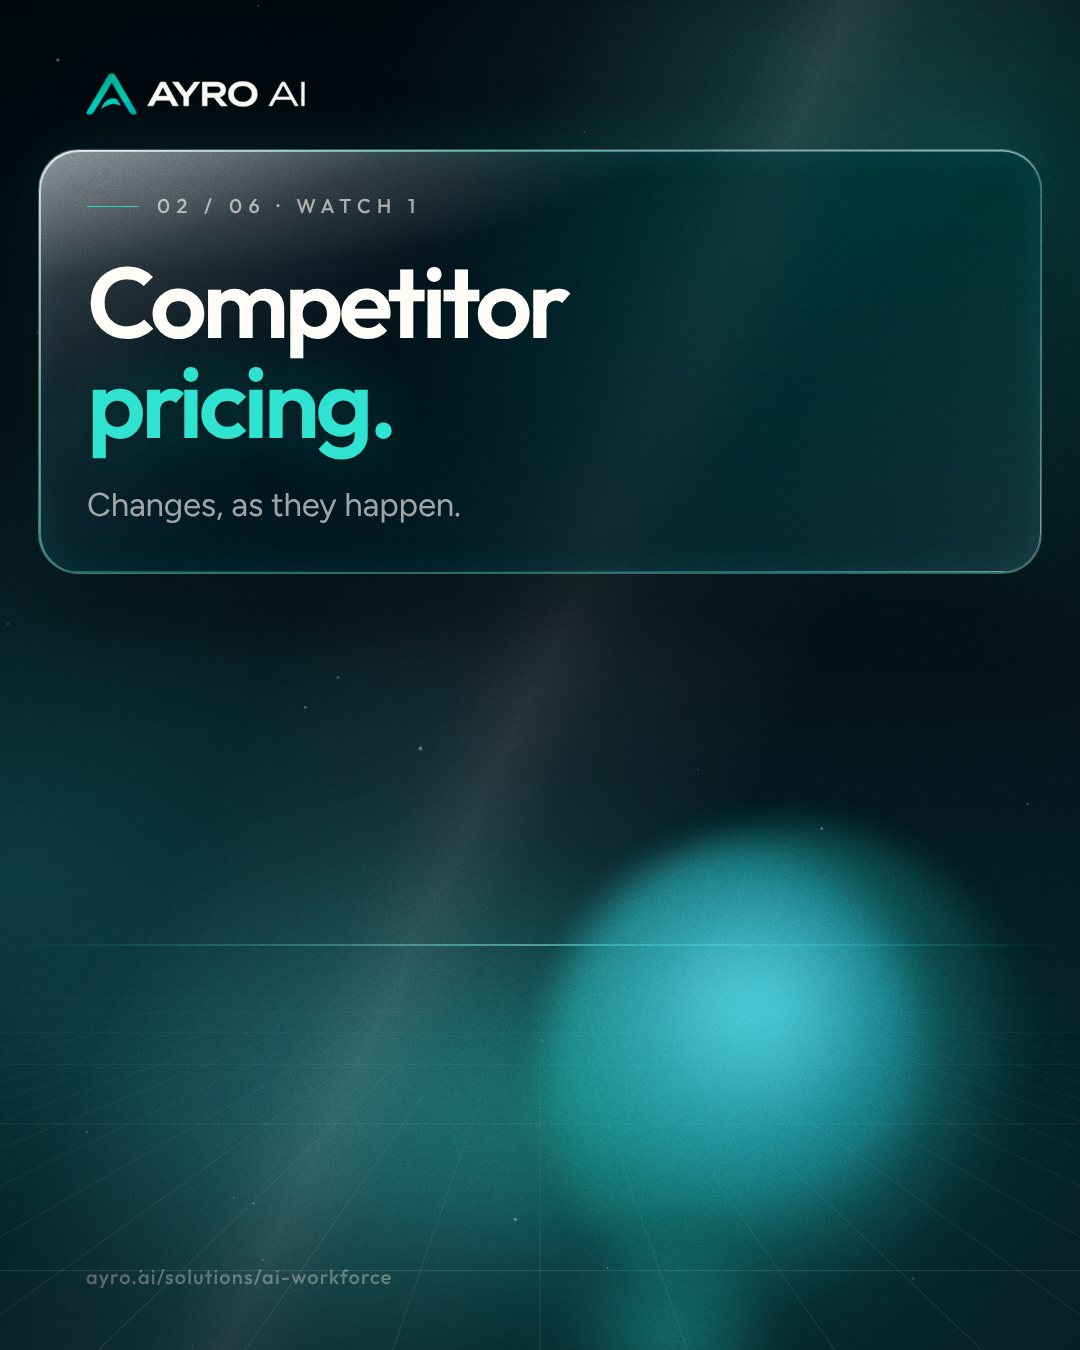 AYRO AI
02 / 06 · WATCH 1
Competitor
pricing.
Changes, as they happen.
ayro.ai/solutions/ai-workforce